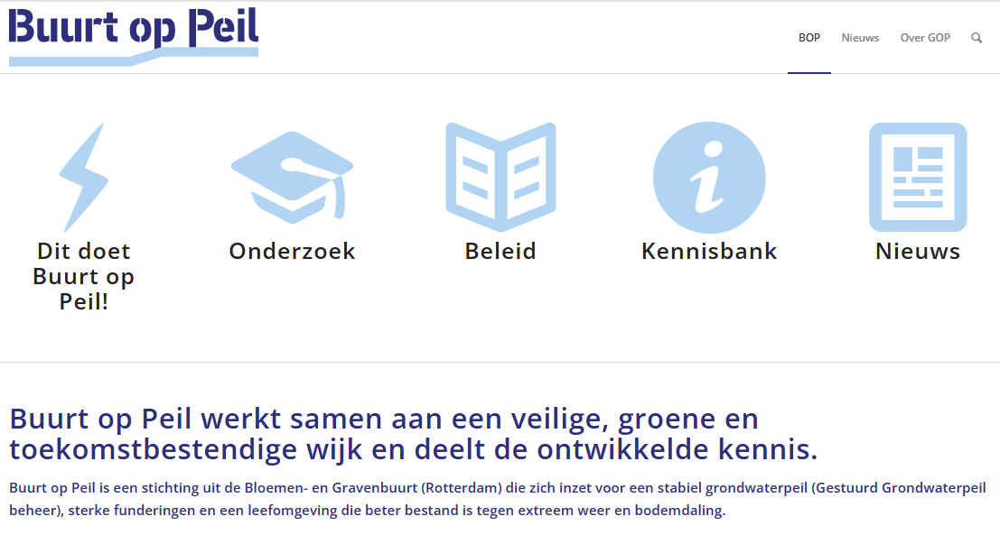 Buurt op Peil
BOP
Nieuws
Over GOP
Dit doet
Buurt op
Peil!
Onderzoek
Beleid
Kennisbank
Nieuws
Buurt op Peil werkt samen aan een veilige, groene en
toekomstbestendige wijk en deelt de ontwikkelde kennis.
Buurt op Peil is een stichting uit de Bloemen- en Gravenbuurt (Rotterdam) die zich inzet voor een stabiel grondwaterpeil (Gestuurd Grondwaterpeil
beheer), sterke funderingen en een leefomgeving die beter bestand is tegen extreem weer en bodemdaling.